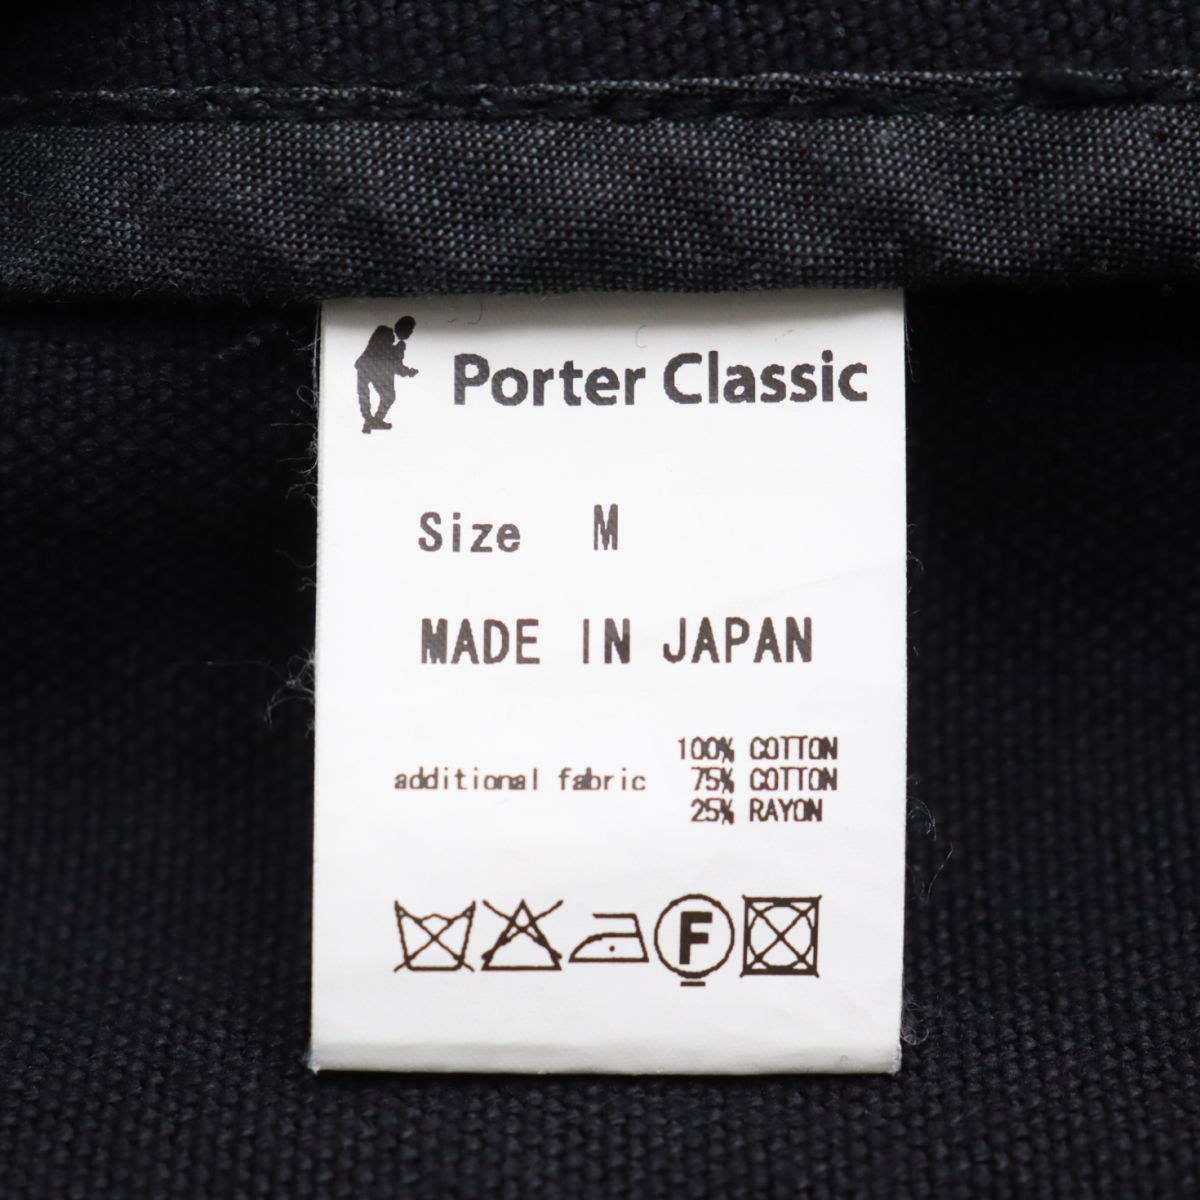 Porter Classic
Size M
MADE IN JAPAN
100% COTTON
additional fabric 75% COTTON
25% RAYON
F